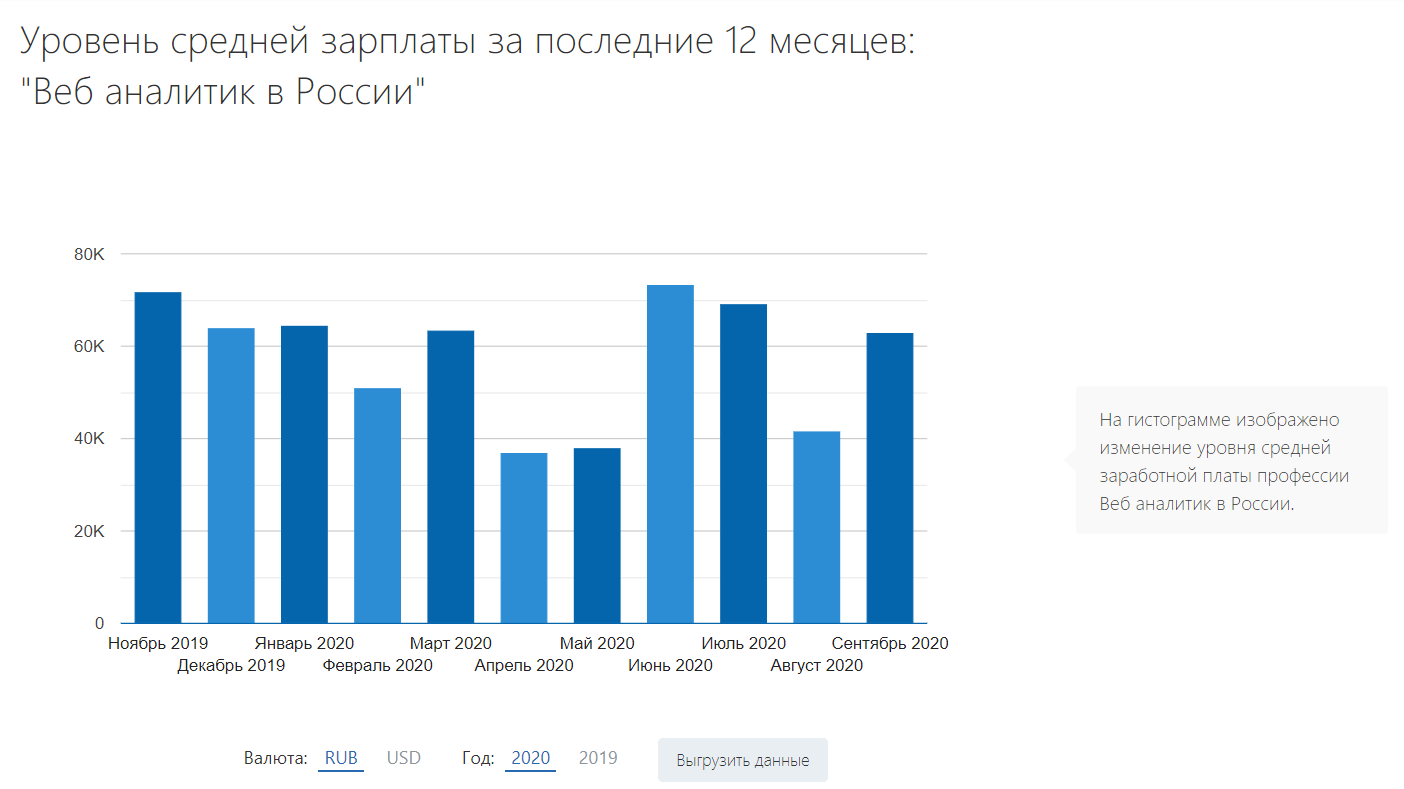 Уровень средней зарплаты за последние 12 месяцев:
"Веб аналитик в России"
80K
60K
40K
20K
0
Ноябрь 2019
Декабрь 2019
Январь 2020
Февраль 2020
Март 2020
Апрель 2020
Май 2020
Июнь 2020
Июль 2020
Август 2020
Сентябрь 2020
На гистограмме изображено
изменение уровня средней
заработной платы профессии
Веб аналитик в России.
Валюта: RUB USD Год: 2020 2019 Выгрузить данные